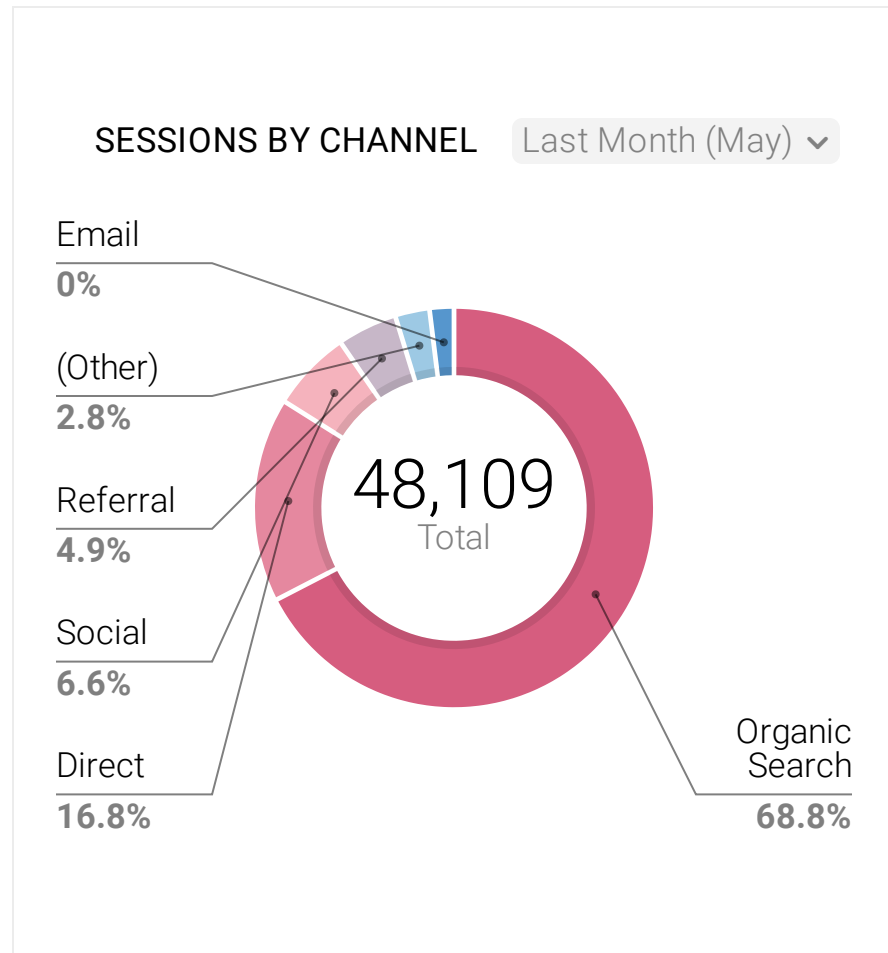 SESSIONS BY CHANNEL
Last Month (May)
Email
0%
(Other)
2.8%
Referral
4.9%
Social
6.6%
Direct
16.8%
48,109
Total
Organic
Search
68.8%